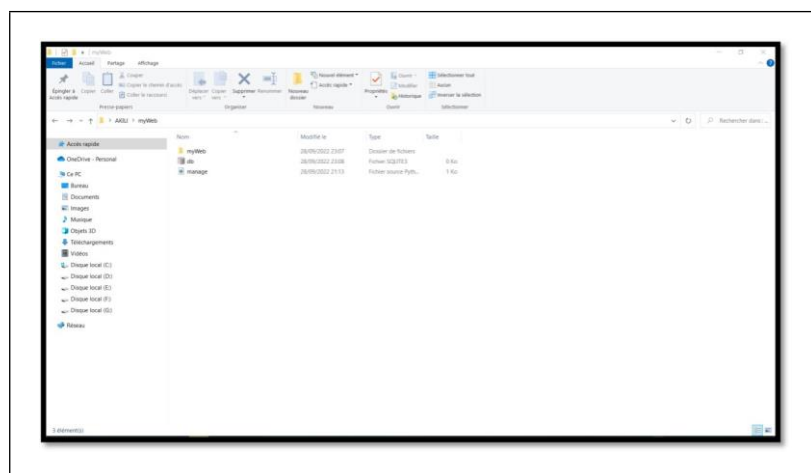 myWeb
Fichier Accueil Partage Affichage
Épingler à Accès rapide
Copier
Coller
Couper
Copier le chemin d'accès
Coller le raccourci
Presse-papiers
Déplacer vers
Copier vers
Supprimer
Renommer
Organiser
Nouveau dossier
Nouvel élément
Accès rapide
Nouveau
Propriétés
Ouvrir
Modifier
Historique
Ouvrir
Sélectionner tout
Aucun
Inverser la sélection
Sélectionner
myWeb
Rechercher dans: ...
Nom Modifié le Type Taille
myWeb 28/09/2022 23:07 Dossier de fichiers
db 28/09/2022 23:08 Fichier SQLITE3 0 Ko
manage 28/09/2022 21:13 Fichier source Pyth... 1 Ko
Accès rapide
OneDrive - Personal
Ce PC
Bureau
Documents
Images
Musique
Objets 3D
Téléchargements
Vidéos
Disque local (C:)
Disque local (D:)
Disque local (E:)
Disque local (F:)
Disque local (G:)
Réseau
3 élément(s)